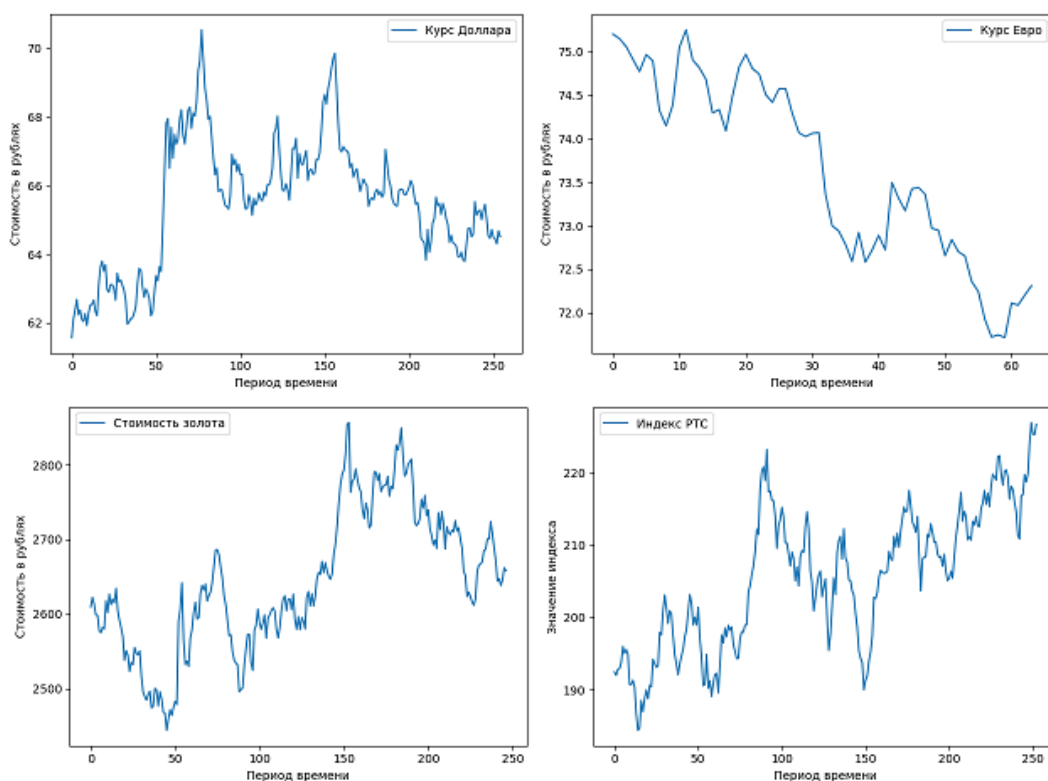 Курс Доллара
70
68
66
64
62
Стоимость в рублях
0 50 100 150 200 250
Период времени
Курс Евро
75.0
74.5
74.0
73.5
73.0
72.5
72.0
Стоимость в рублях
0 10 20 30 40 50 60
Период времени
Стоимость золота
2800
2700
2600
2500
Стоимость в рублях
0 50 100 150 200 250
Период времени
Индекс РТС
220
210
200
190
Значение индекса
0 50 100 150 200 250
Период времени